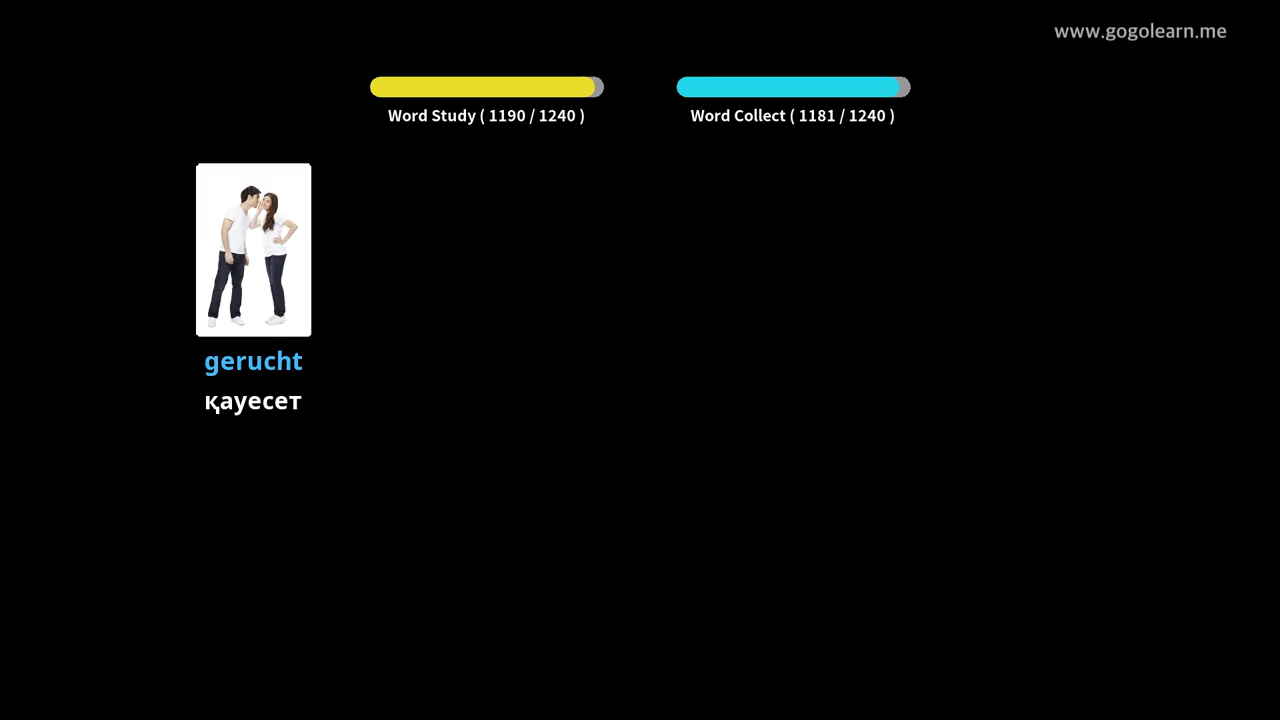 www.gogolearn.me
Word Study ( 1190 / 1240 )
Word Collect ( 1181 / 1240 )
gerucht
қауесет